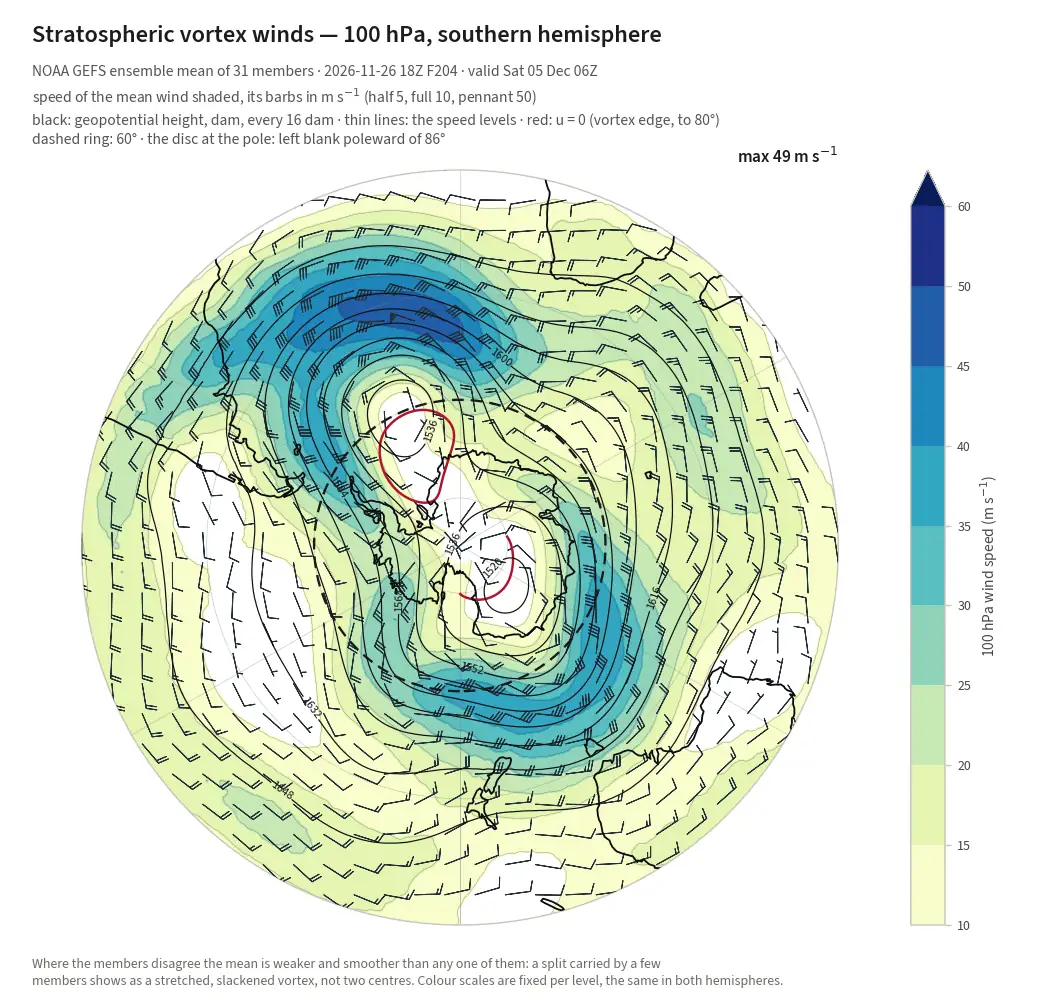 Stratospheric vortex winds — 100 hPa, southern hemisphere
NOAA GEFS ensemble mean of 31 members · 2026-11-26 18Z F204 · valid Sat 05 Dec 06Z
speed of the mean wind shaded, its barbs in m s⁻¹ (half 5, full 10, pennant 50)
black: geopotential height, dam, every 16 dam · thin lines: the speed levels · red: u = 0 (vortex edge, to 80°)
dashed ring: 60° · the disc at the pole: left blank poleward of 86°
max 49 m s⁻¹
60
50
45
40
35
30
25
20
15
10
100 hPa wind speed (m s⁻¹)
1600
1536
1536
1520
1616
1552
1632
1648
Where the members disagree the mean is weaker and smoother than any one of them: a split carried by a few
members shows as a stretched, slackened vortex, not two centres. Colour scales are fixed per level, the same in both hemispheres.